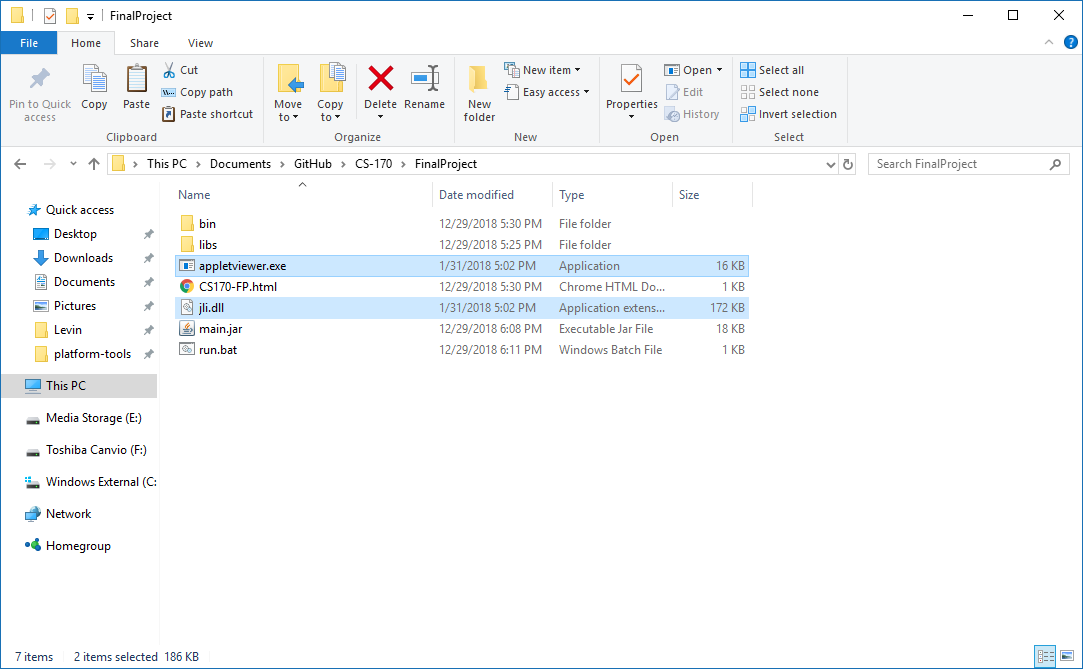 FinalProject
File Home Share View
Pin to Quick access
Copy
Paste
Cut
Copy path
Paste shortcut
Clipboard
Move to
Copy to
Delete
Rename
Organize
New folder
New item
Easy access
New
Properties
Open
Edit
History
Open
Select all
Select none
Invert selection
Select
This PC > Documents > GitHub > CS-170 > FinalProject
Search FinalProject
Quick access
Desktop
Downloads
Documents
Pictures
Levin
platform-tools
This PC
Media Storage (E:)
Toshiba Canvio (F:)
Windows External (C:
Network
Homegroup
Name Date modified Type Size
bin 12/29/2018 5:30 PM File folder
libs 12/29/2018 5:25 PM File folder
appletviewer.exe 1/31/2018 5:02 PM Application 16 KB
CS170-FP.html 12/29/2018 5:30 PM Chrome HTML Do... 1 KB
jli.dll 1/31/2018 5:02 PM Application extens... 172 KB
main.jar 12/29/2018 6:08 PM Executable Jar File 18 KB
run.bat 12/29/2018 6:11 PM Windows Batch File 1 KB
7 items 2 items selected 186 KB